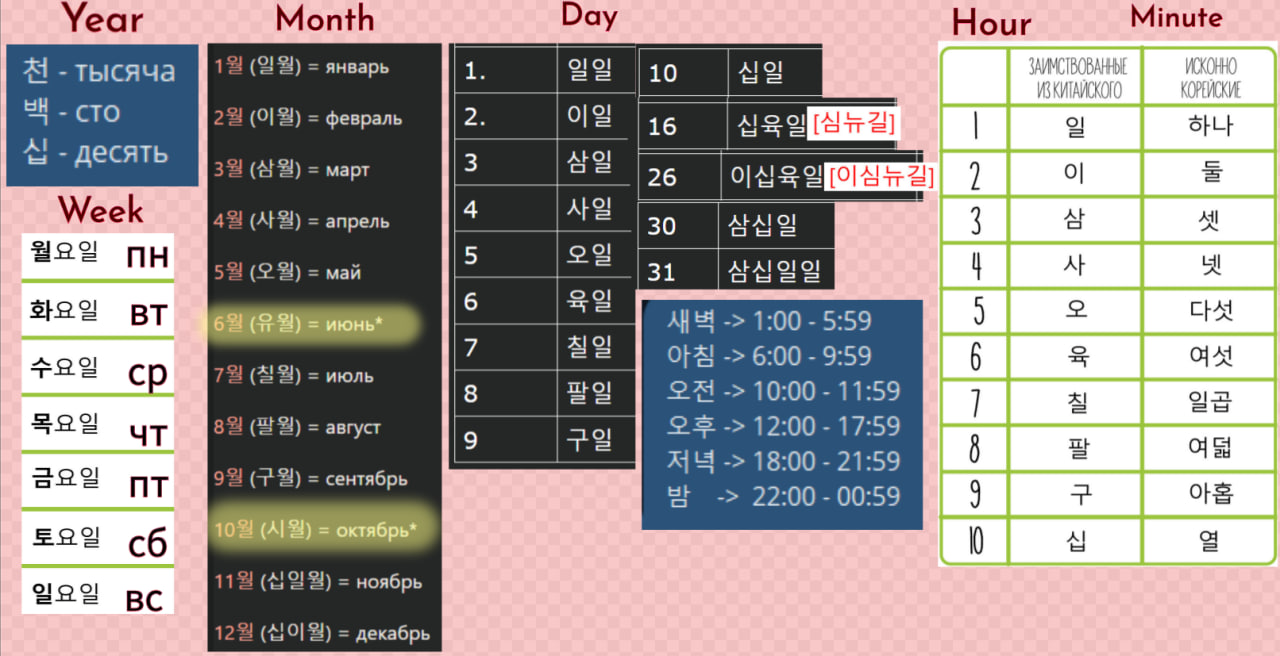 Year
천 - тысяча
백 - сто
십 - десять
Week
월요일 пн
화요일 вт
수요일 ср
목요일 чт
금요일 пт
토요일 сб
일요일 вс
Month
1월 (일월) = январь
2월 (이월) = февраль
3월 (삼월) = март
4월 (사월) = апрель
5월 (오월) = май
6월 (유월) = июнь*
7월 (칠월) = июль
8월 (팔월) = август
9월 (구월) = сентябрь
10월 (시월) = октябрь*
11월 (십일월) = ноябрь
12월 (십이월) = декабрь
Day
1. 일일
2. 이일
3 삼일
4 사일
5 오일
6 육일
7 칠일
8 팔일
9 구일
10 십일
16 십육일 [심뉴길]
26 이십육일 [이심뉴길]
30 삼십일
31 삼십일일
새벽 -> 1:00 - 5:59
아침 -> 6:00 - 9:59
오전 -> 10:00 - 11:59
오후 -> 12:00 - 17:59
저녁 -> 18:00 - 21:59
밤 -> 22:00 - 00:59
Hour Minute
ЗАИМСТВОВАННЫЕ ИСКОННО
ИЗ КИТАЙСКОГО КОРЕЙСКИЕ
1 일 하나
2 이 둘
3 삼 셋
4 사 넷
5 오 다섯
6 육 여섯
7 칠 일곱
8 팔 여덟
9 구 아홉
10 십 열